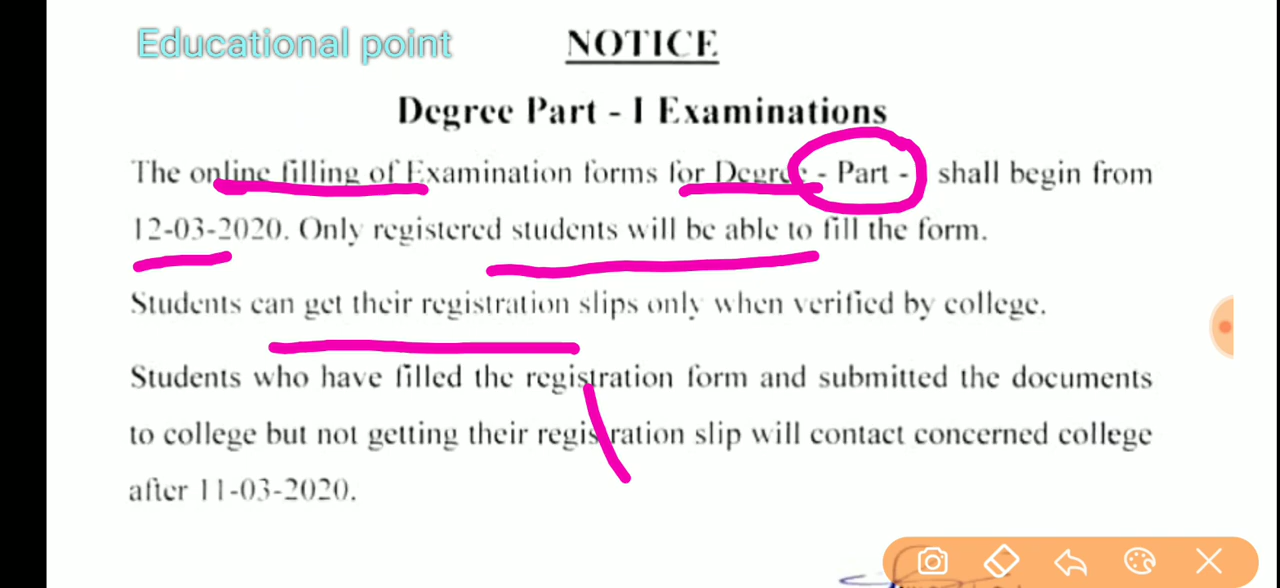 Educational point
NOTICE
Degree Part - I Examinations
The online filling of Examination forms for Degree - Part - shall begin from
12-03-2020. Only registered students will be able to fill the form.
Students can get their registration slips only when verified by college.
Students who have filled the registration form and submitted the documents
to college but not getting their registration slip will contact concerned college
after 11-03-2020.